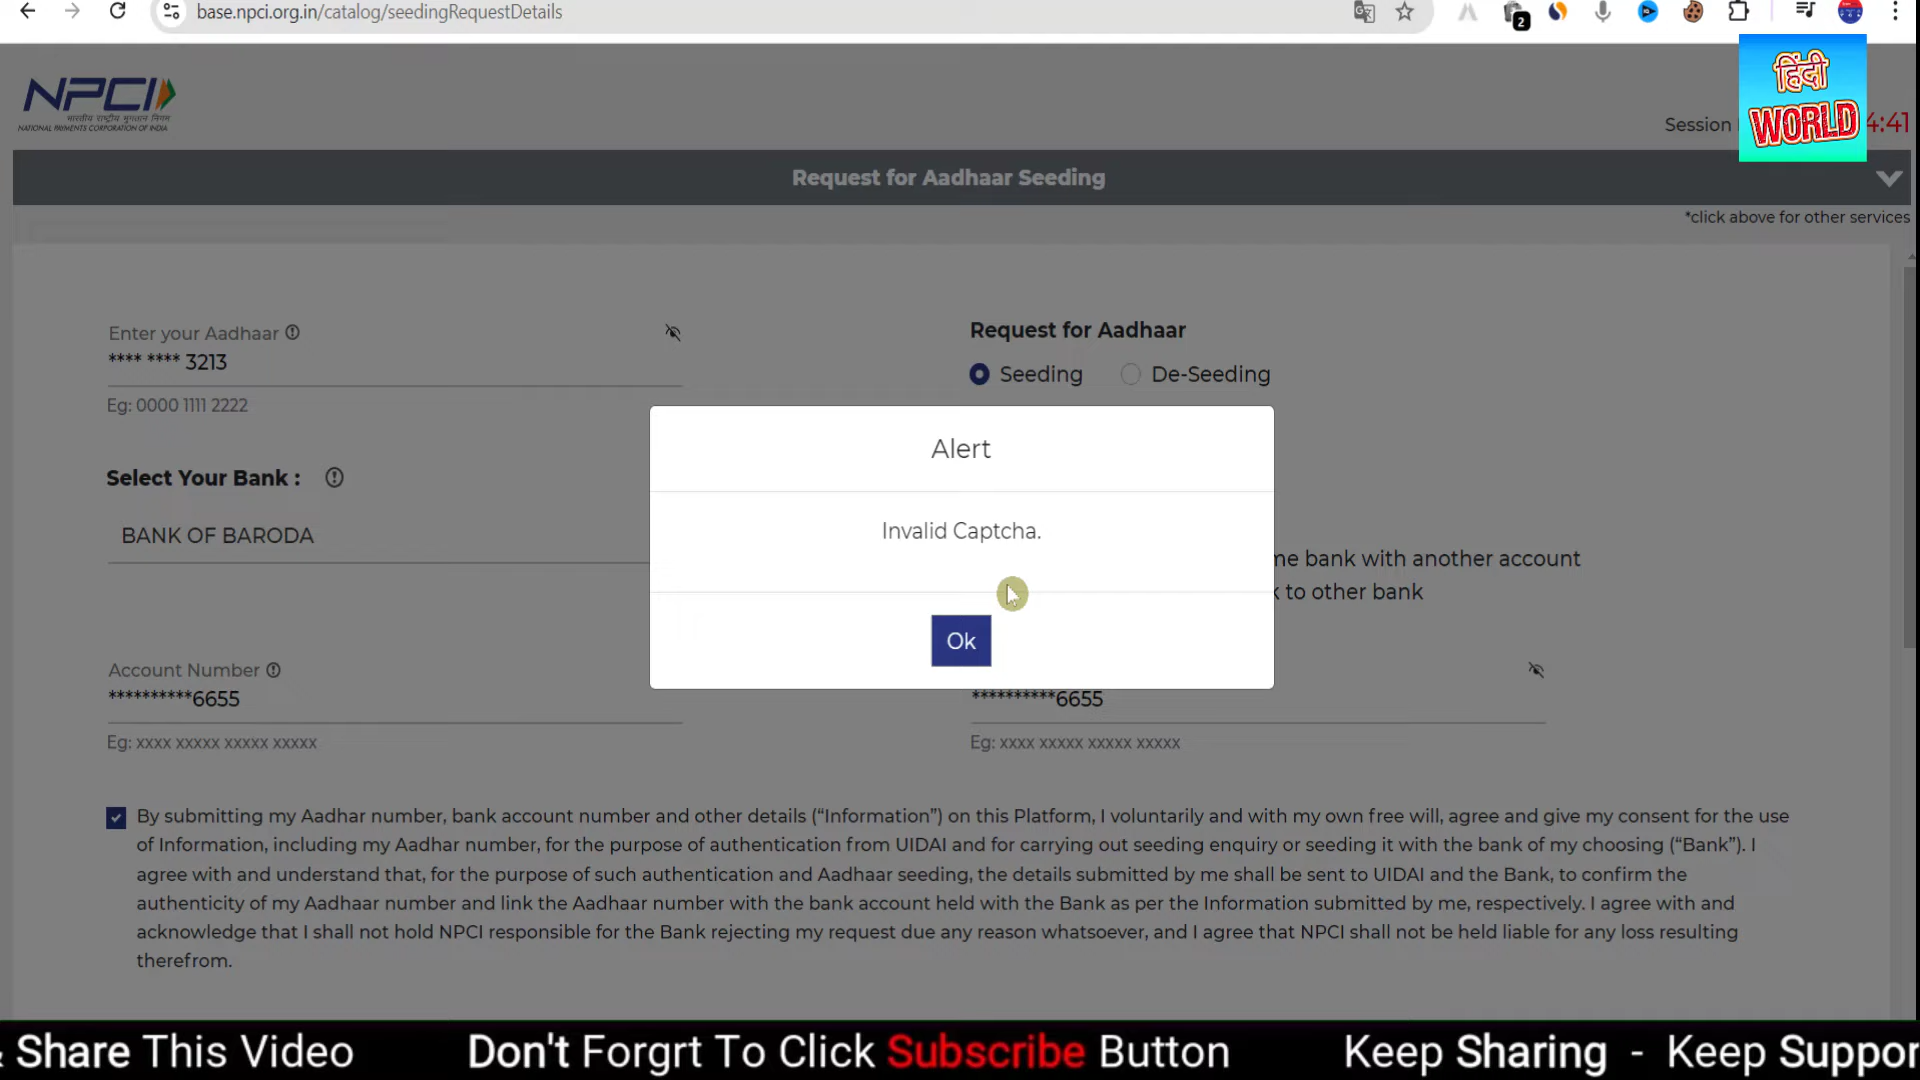 base.npci.org.in/catalog/seedingRequestDetails
2
हिंदी
WORLD
NPCI
भारतीय राष्ट्रीय भुगतान निगम
NATIONAL PAYMENTS CORPORATION OF INDIA
Session
4:41
Request for Aadhaar Seeding
*click above for other services
Enter your Aadhaar
**** **** 3213
Eg: 0000 1111 2222
Request for Aadhaar
Seeding
De-Seeding
Alert
Select Your Bank :
BANK OF BARODA
Invalid Captcha.
me bank with another account
k to other bank
Ok
Account Number
**********6655
Eg: xxxx xxxxx xxxxx xxxxx
**********6655
Eg: xxxx xxxxx xxxxx xxxxx
By submitting my Aadhar number, bank account number and other details (“Information”) on this Platform, I voluntarily and with my own free will, agree and give my consent for the use
of Information, including my Aadhar number, for the purpose of authentication from UIDAI and for carrying out seeding enquiry or seeding it with the bank of my choosing (“Bank”). I
agree with and understand that, for the purpose of such authentication and Aadhaar seeding, the details submitted by me shall be sent to UIDAI and the Bank, to confirm the
authenticity of my Aadhaar number and link the Aadhaar number with the bank account held with the Bank as per the Information submitted by me, respectively. I agree with and
acknowledge that I shall not hold NPCI responsible for the Bank rejecting my request due any reason whatsoever, and I agree that NPCI shall not be held liable for any loss resulting
therefrom.
& Share This Video Don't Forgrt To Click Subscribe Button Keep Sharing - Keep Suppor